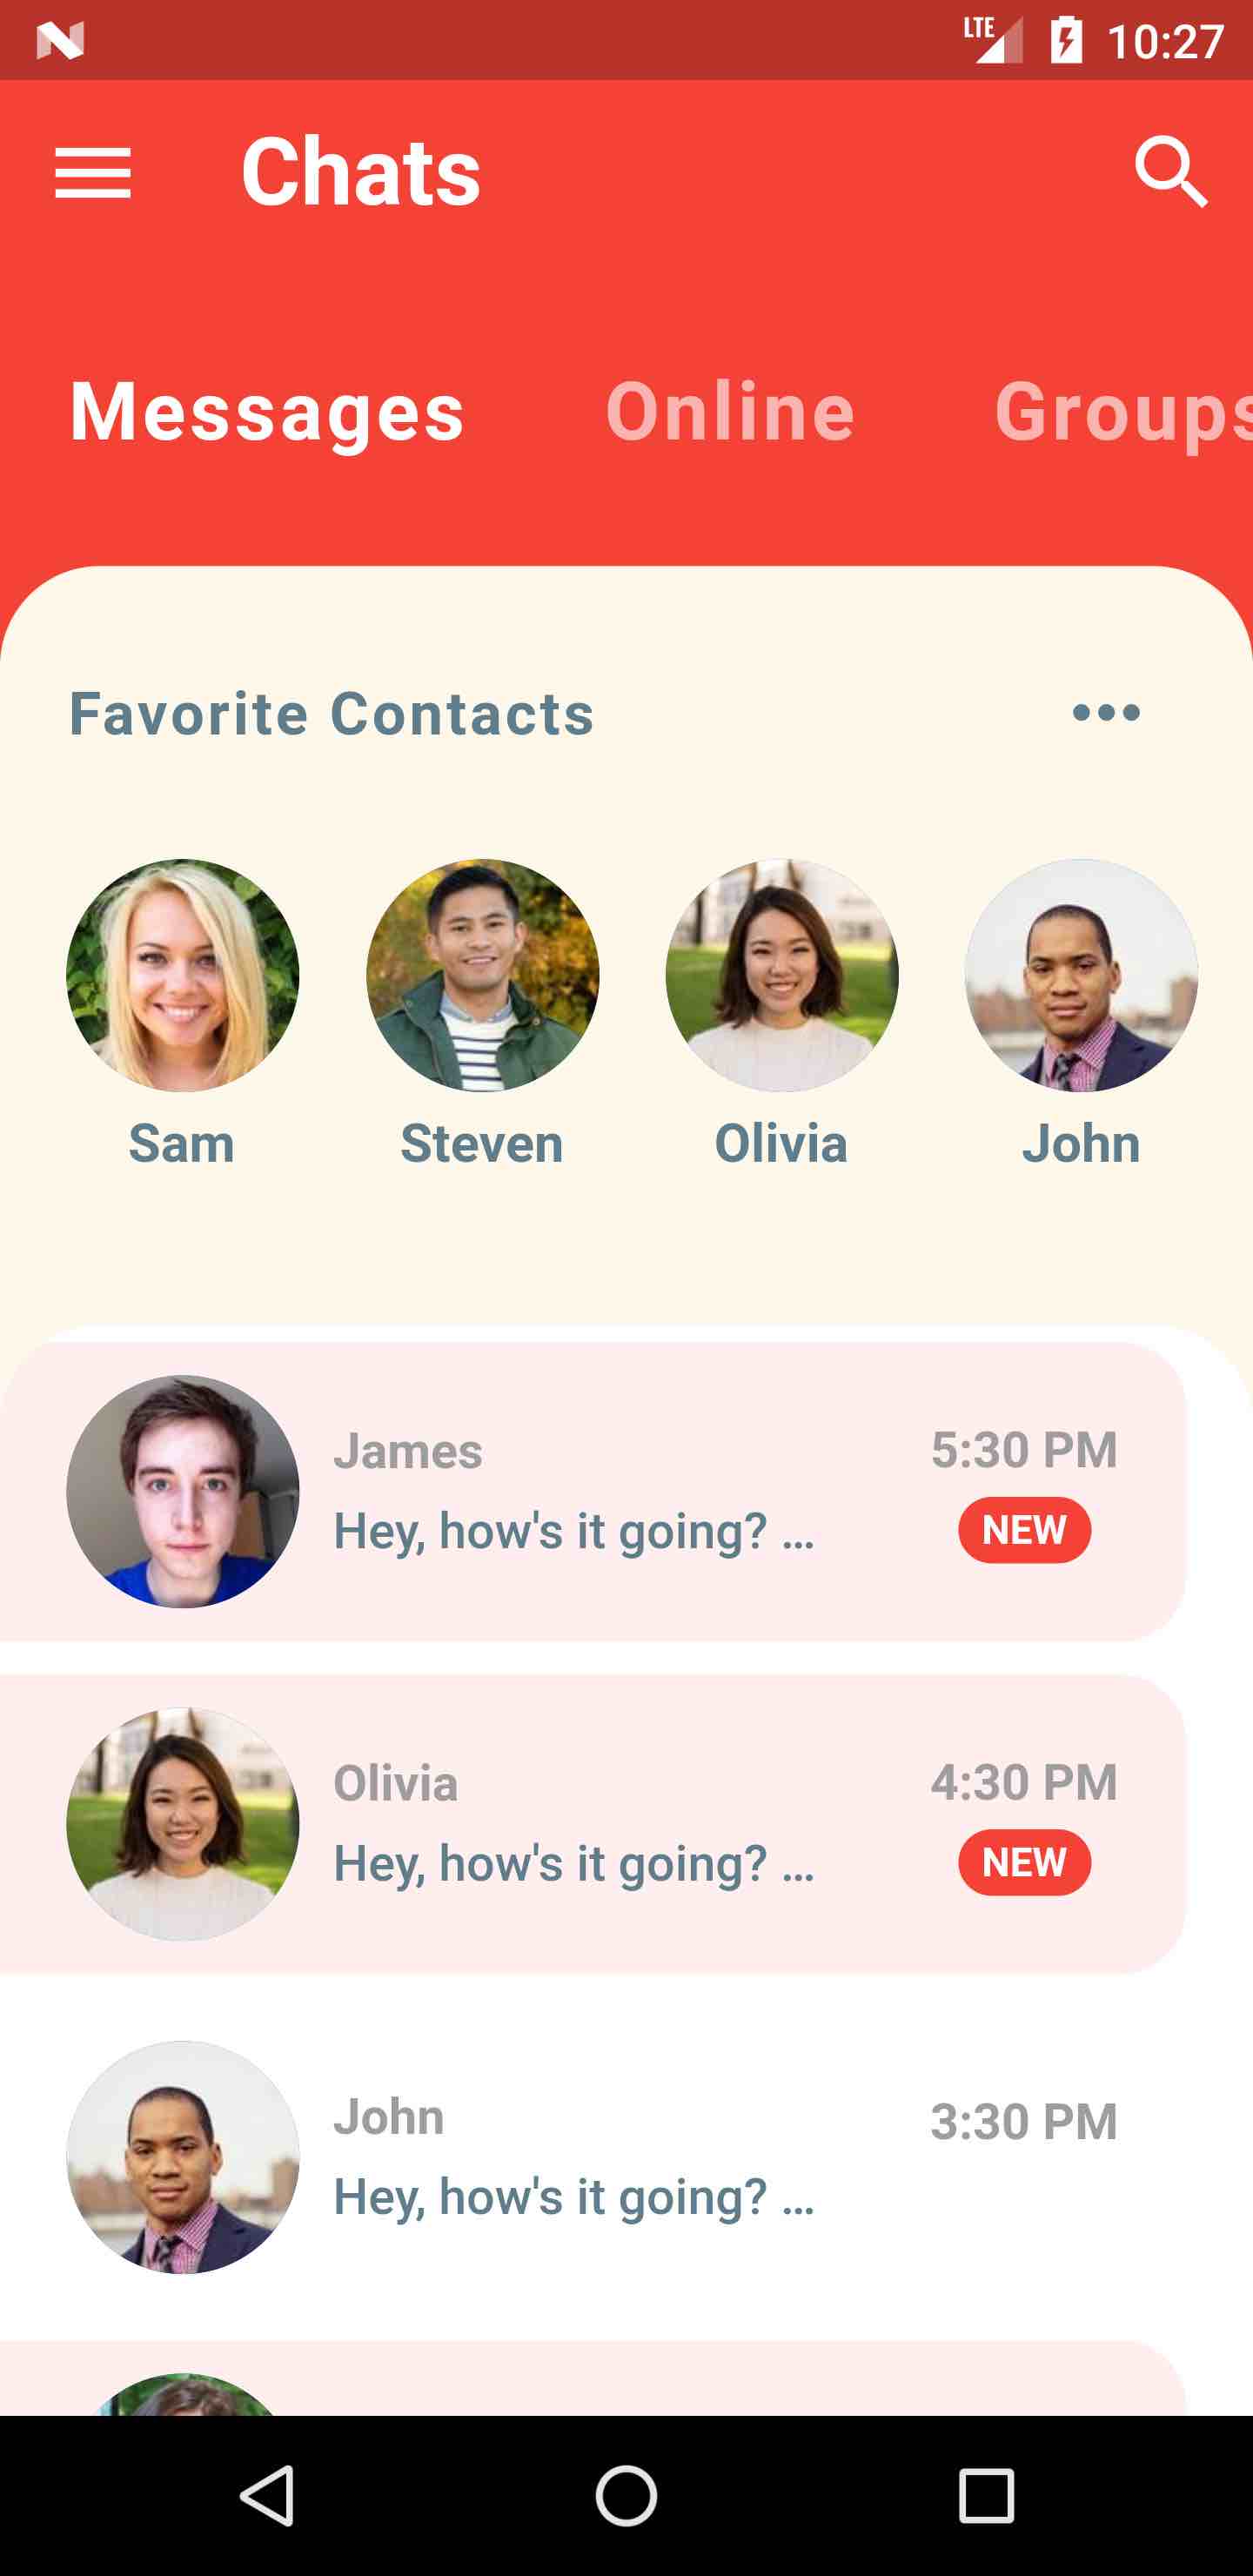 LTE 10:27
Chats
Messages Online Groups
Favorite Contacts
Sam Steven Olivia John
James 5:30 PM
Hey, how's it going? ... NEW
Olivia 4:30 PM
Hey, how's it going? ... NEW
John 3:30 PM
Hey, how's it going? ...